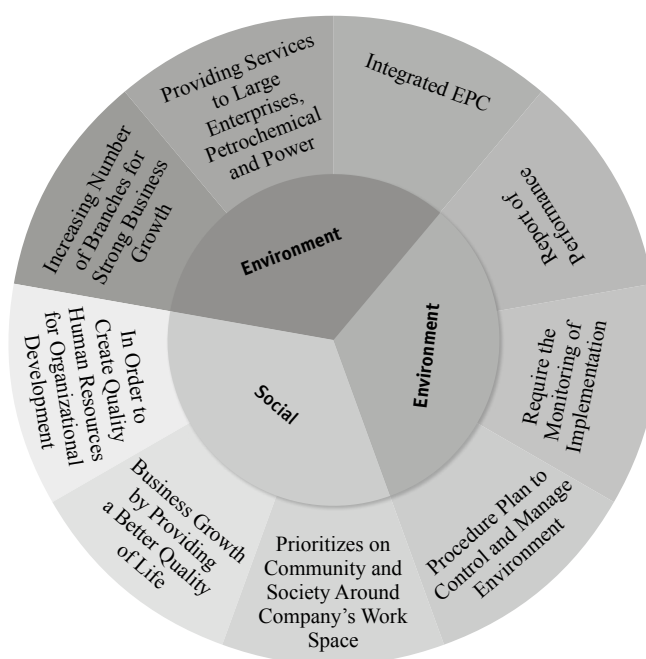 Providing Services
to Large
Enterprises,
Petrochemical
and Power
Integrated EPC
Report of
Performance
Require the
Monitoring of
Implementation
Procedure Plan to
Control and Manage
Environment
Prioritizes on
Community and
Society Around
Company’s Work
Space
Business Growth
by Providing
a Better Quality
of Life
In Order to
Create Quality
Human Resources
for Organizational
Development
Increasing Number
of Branches for
Strong Business
Growth
Environment
Environment
Social